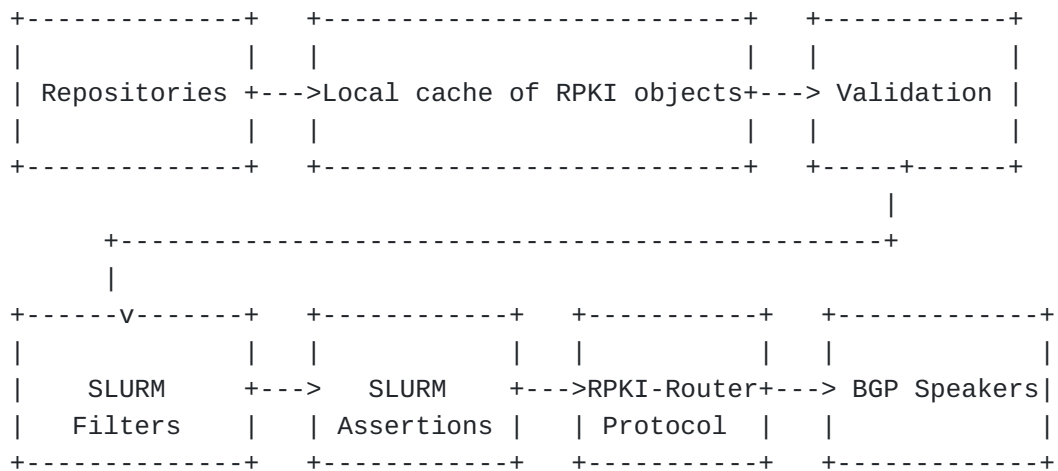 Repositories
Local cache of RPKI objects
Validation
SLURM
Filters
SLURM
Assertions
RPKI-Router
Protocol
BGP Speakers